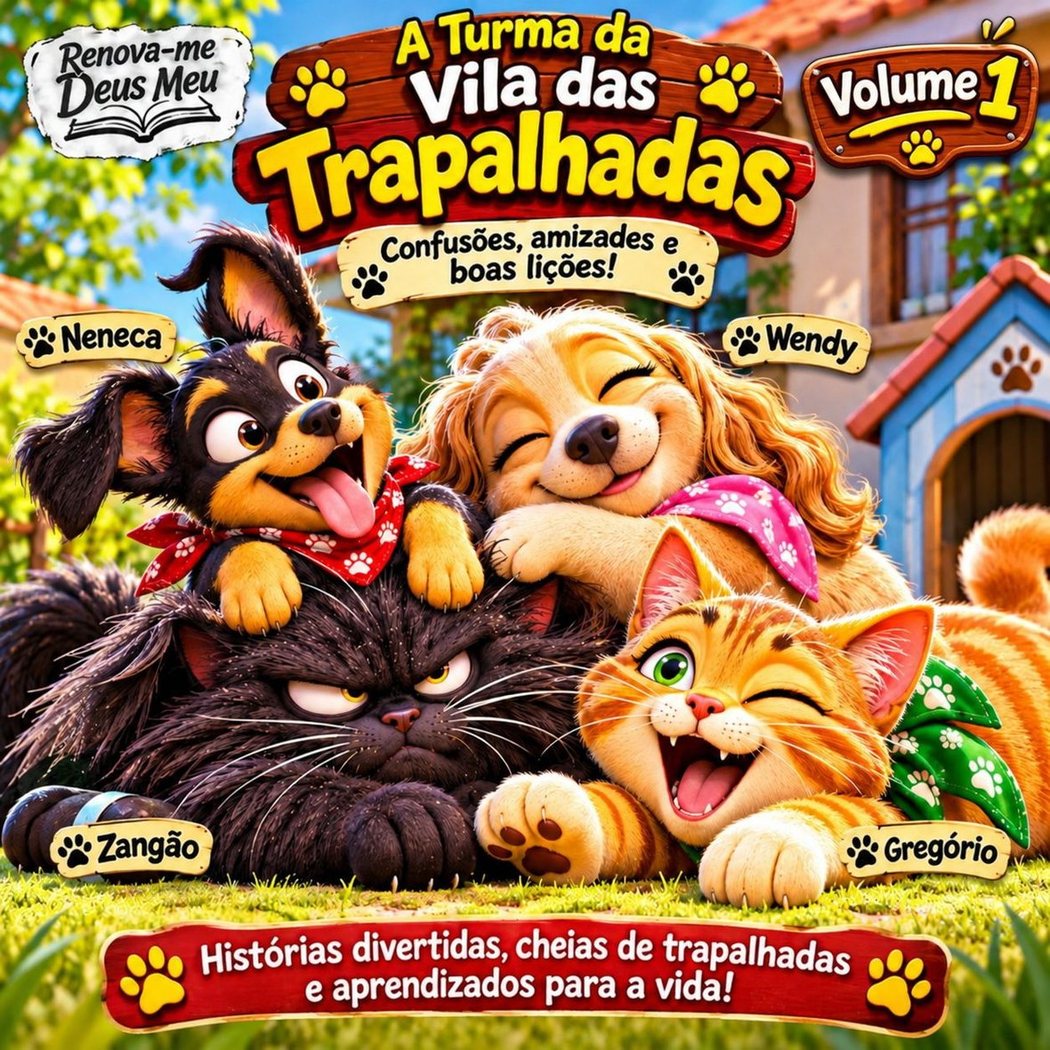 Renova-me
Deus Meu
A Turma da
Vila das
Trapalhadas
Volume 1
Confusões, amizades e
boas lições!
Neneca
Wendy
Zangão
Gregório
Histórias divertidas, cheias de trapalhadas
e aprendizados para a vida!